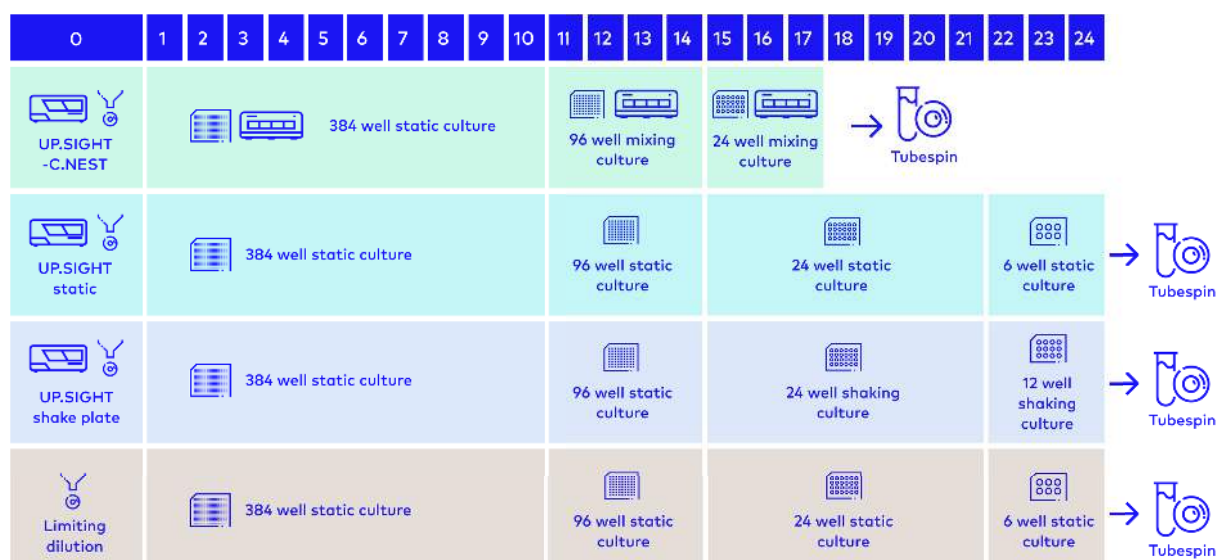 0 1 2 3 4 5 6 7 8 9 10 11 12 13 14 15 16 17 18 19 20 21 22 23 24
UP.SIGHT
-C.NEST
384 well static culture
96 well mixing
culture
24 well mixing
culture
Tubespin
UP.SIGHT
static
384 well static culture
96 well static
culture
24 well static
culture
6 well static
culture
Tubespin
UP.SIGHT
shake plate
384 well static culture
96 well static
culture
24 well shaking
culture
12 well
shaking
culture
Tubespin
Limiting
dilution
384 well static culture
96 well static
culture
24 well static
culture
6 well static
culture
Tubespin